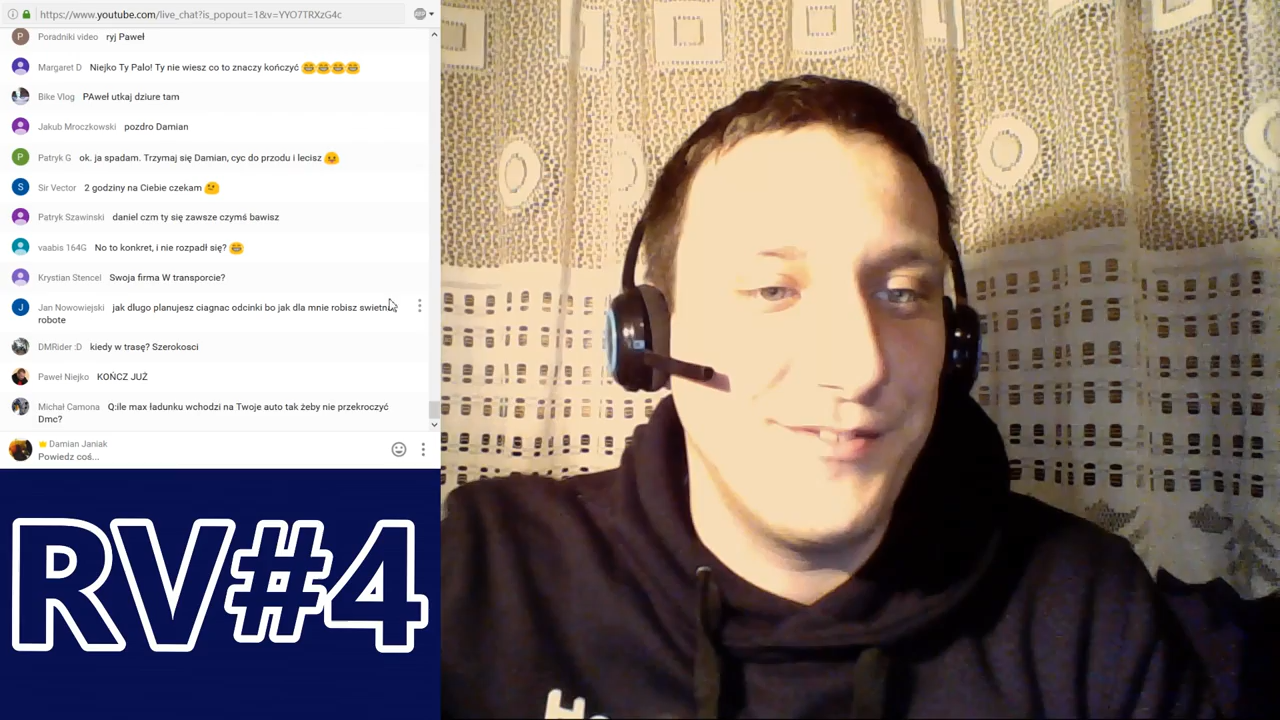 https://www.youtube.com/live_chat?is_popout=1&v=YYO7TRXzG4c
Poradniki video ryj Paweł
Margaret D Niejko Ty Palo! Ty nie wiesz co to znaczy kończyć 😂😂😂😂
Bike Vlog PAweł utkaj dziure tam
Jakub Mroczkowski pozdro Damian
Patryk G ok. ja spadam. Trzymaj się Damian, cyc do przodu i lecisz
Sir Vector 2 godziny na Ciebie czekam
Patryk Szawinski daniel czm ty się zawsze czymś bawisz
vaabis 164G No to konkret, i nie rozpadł się? 😂
Krystian Stencel Swoja firma W transporcie?
Jan Nowowiejski jak długo planujesz ciagnac odcinki bo jak dla mnie robisz swietna
robote
DMRider :D kiedy w trasę? Szerokosci
Paweł Niejko KOŃCZ JUŻ
Michał Camona Q:ile max ładunku wchodzi na Twoje auto tak żeby nie przekroczyć
Dmc?
Damian Janiak
Powiedz coś...
RV#4